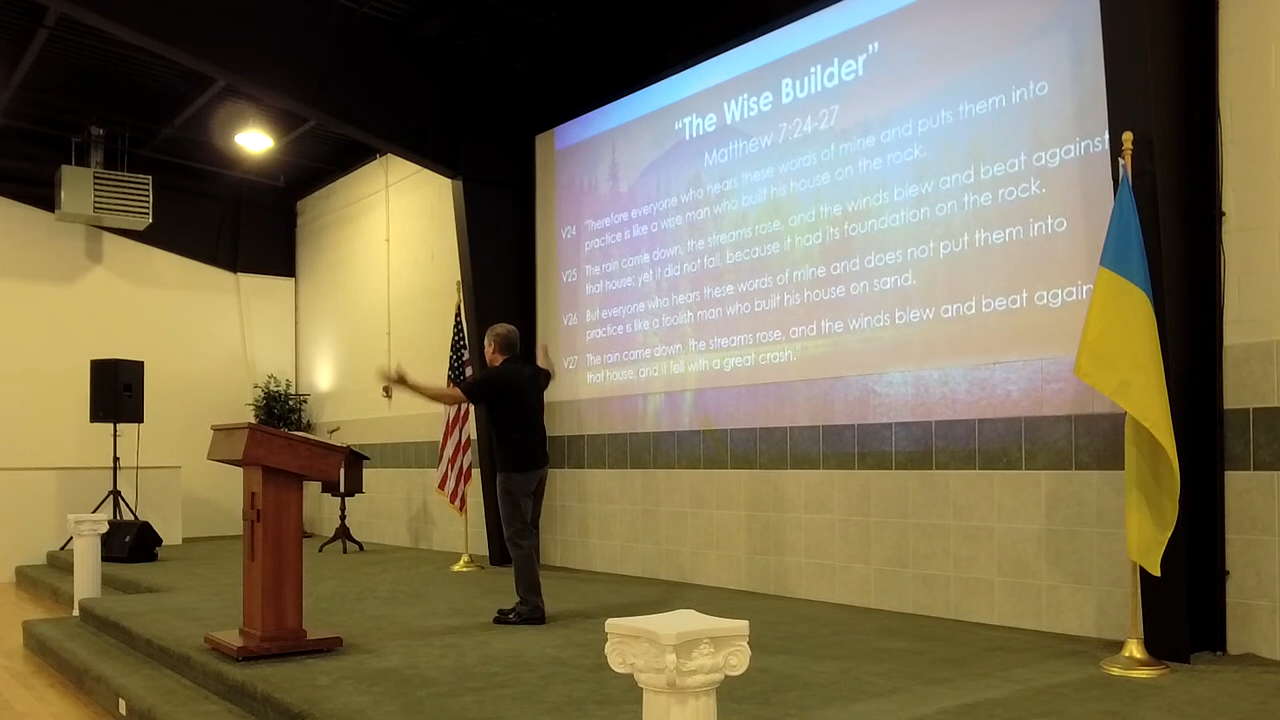 “The Wise Builder”
Matthew 7:24-27
V24 “Therefore everyone who hears these words of mine and puts them into
practice is like a wise man who built his house on the rock.
V25 The rain came down, the streams rose, and the winds blew and beat against
that house; yet it did not fall, because it had its foundation on the rock.
V26 But everyone who hears these words of mine and does not put them into
practice is like a foolish man who built his house on sand.
V27 The rain came down, the streams rose, and the winds blew and beat again
that house, and it fell with a great crash.”